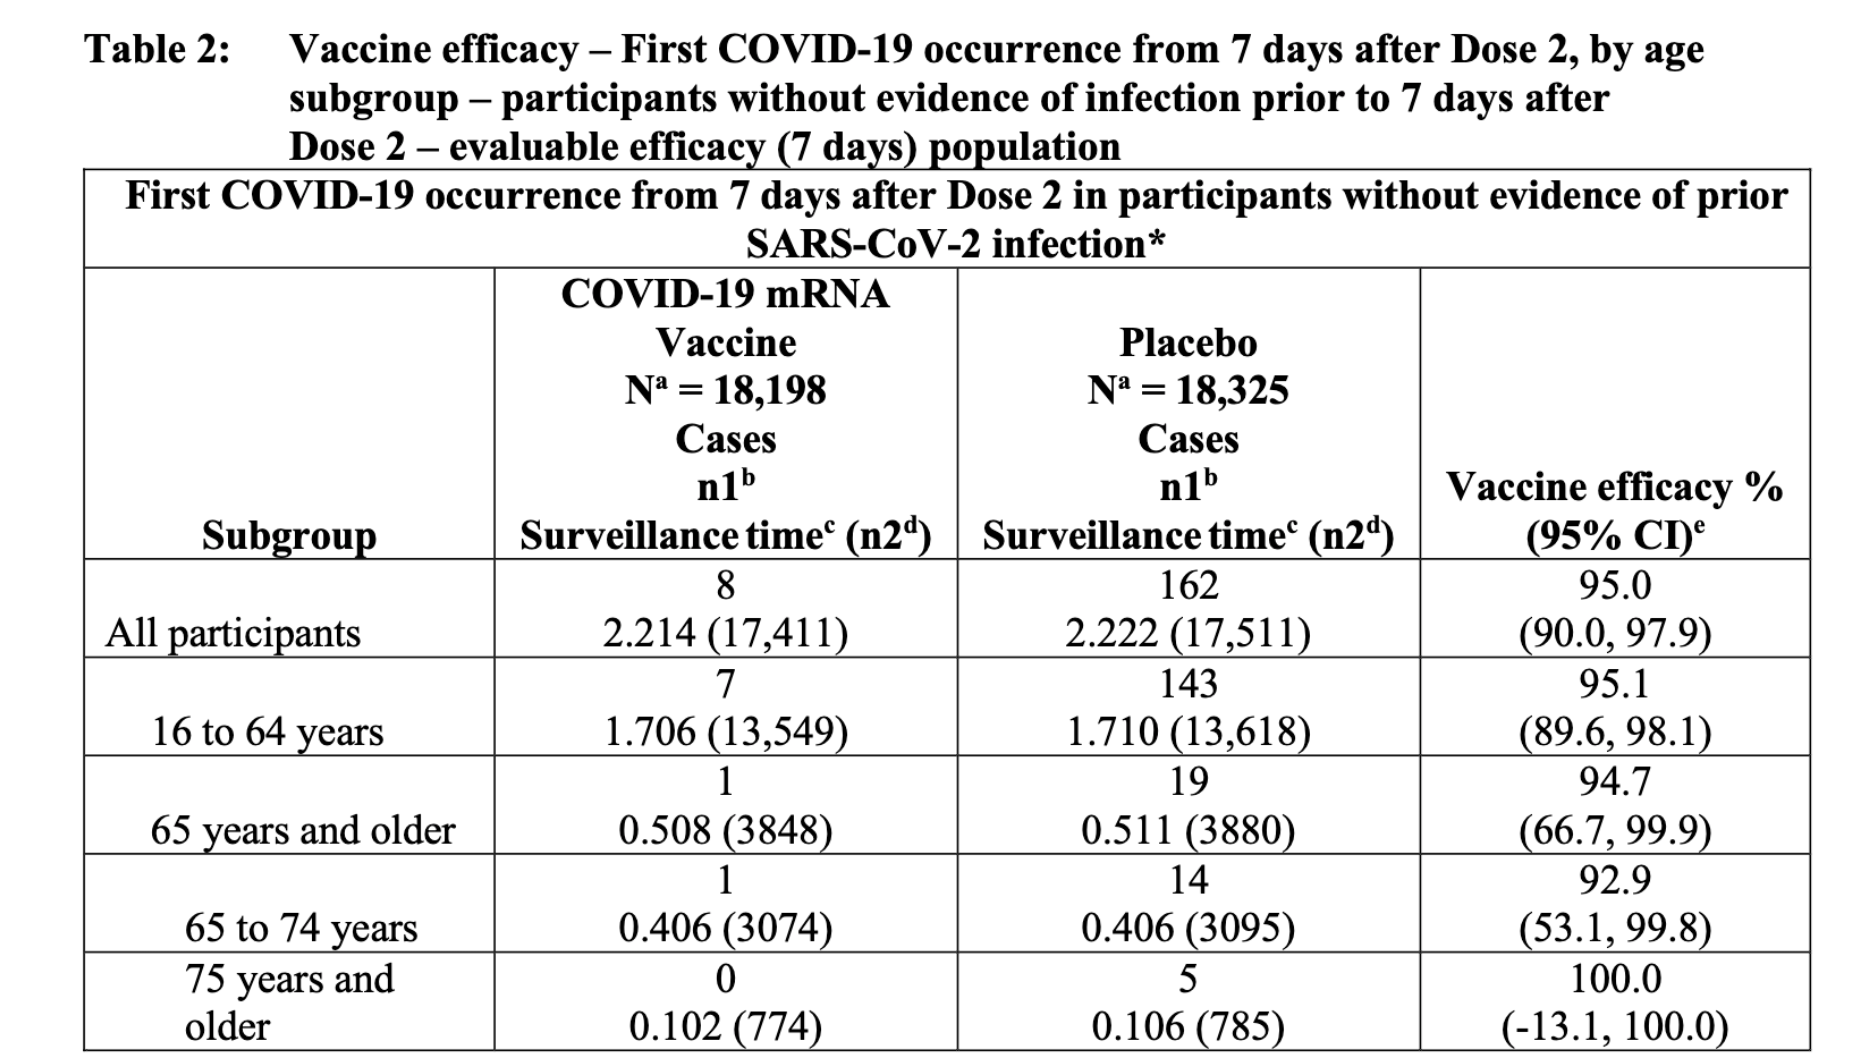 Table 2: Vaccine efficacy – First COVID-19 occurrence from 7 days after Dose 2, by age
subgroup – participants without evidence of infection prior to 7 days after
Dose 2 – evaluable efficacy (7 days) population
First COVID-19 occurrence from 7 days after Dose 2 in participants without evidence of prior
SARS-CoV-2 infection*
Subgroup
COVID-19 mRNA
Vaccine
Nᵃ = 18,198
Cases
n1ᵇ
Surveillance timeᶜ (n2ᵈ)
Placebo
Nᵃ = 18,325
Cases
n1ᵇ
Surveillance timeᶜ (n2ᵈ)
Vaccine efficacy %
(95% CI)ᵉ
All participants
8
2.214 (17,411)
162
2.222 (17,511)
95.0
(90.0, 97.9)
16 to 64 years
7
1.706 (13,549)
143
1.710 (13,618)
95.1
(89.6, 98.1)
65 years and older
1
0.508 (3848)
19
0.511 (3880)
94.7
(66.7, 99.9)
65 to 74 years
1
0.406 (3074)
14
0.406 (3095)
92.9
(53.1, 99.8)
75 years and
older
0
0.102 (774)
5
0.106 (785)
100.0
(-13.1, 100.0)